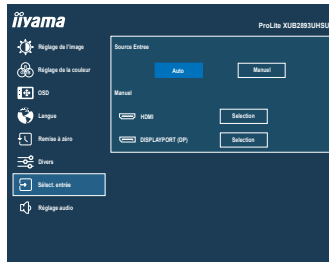 iiyama
ProLite XUB2893UHSU
Réglage de l'image
Source Entree
Auto
Manuel
Réglage de la couleur
OSD
Manuel
Langue
HDMI
Selection
Remise à zéro
DISPLAYPORT (DP)
Selection
Divers
Sélect. entrée
Réglage audio